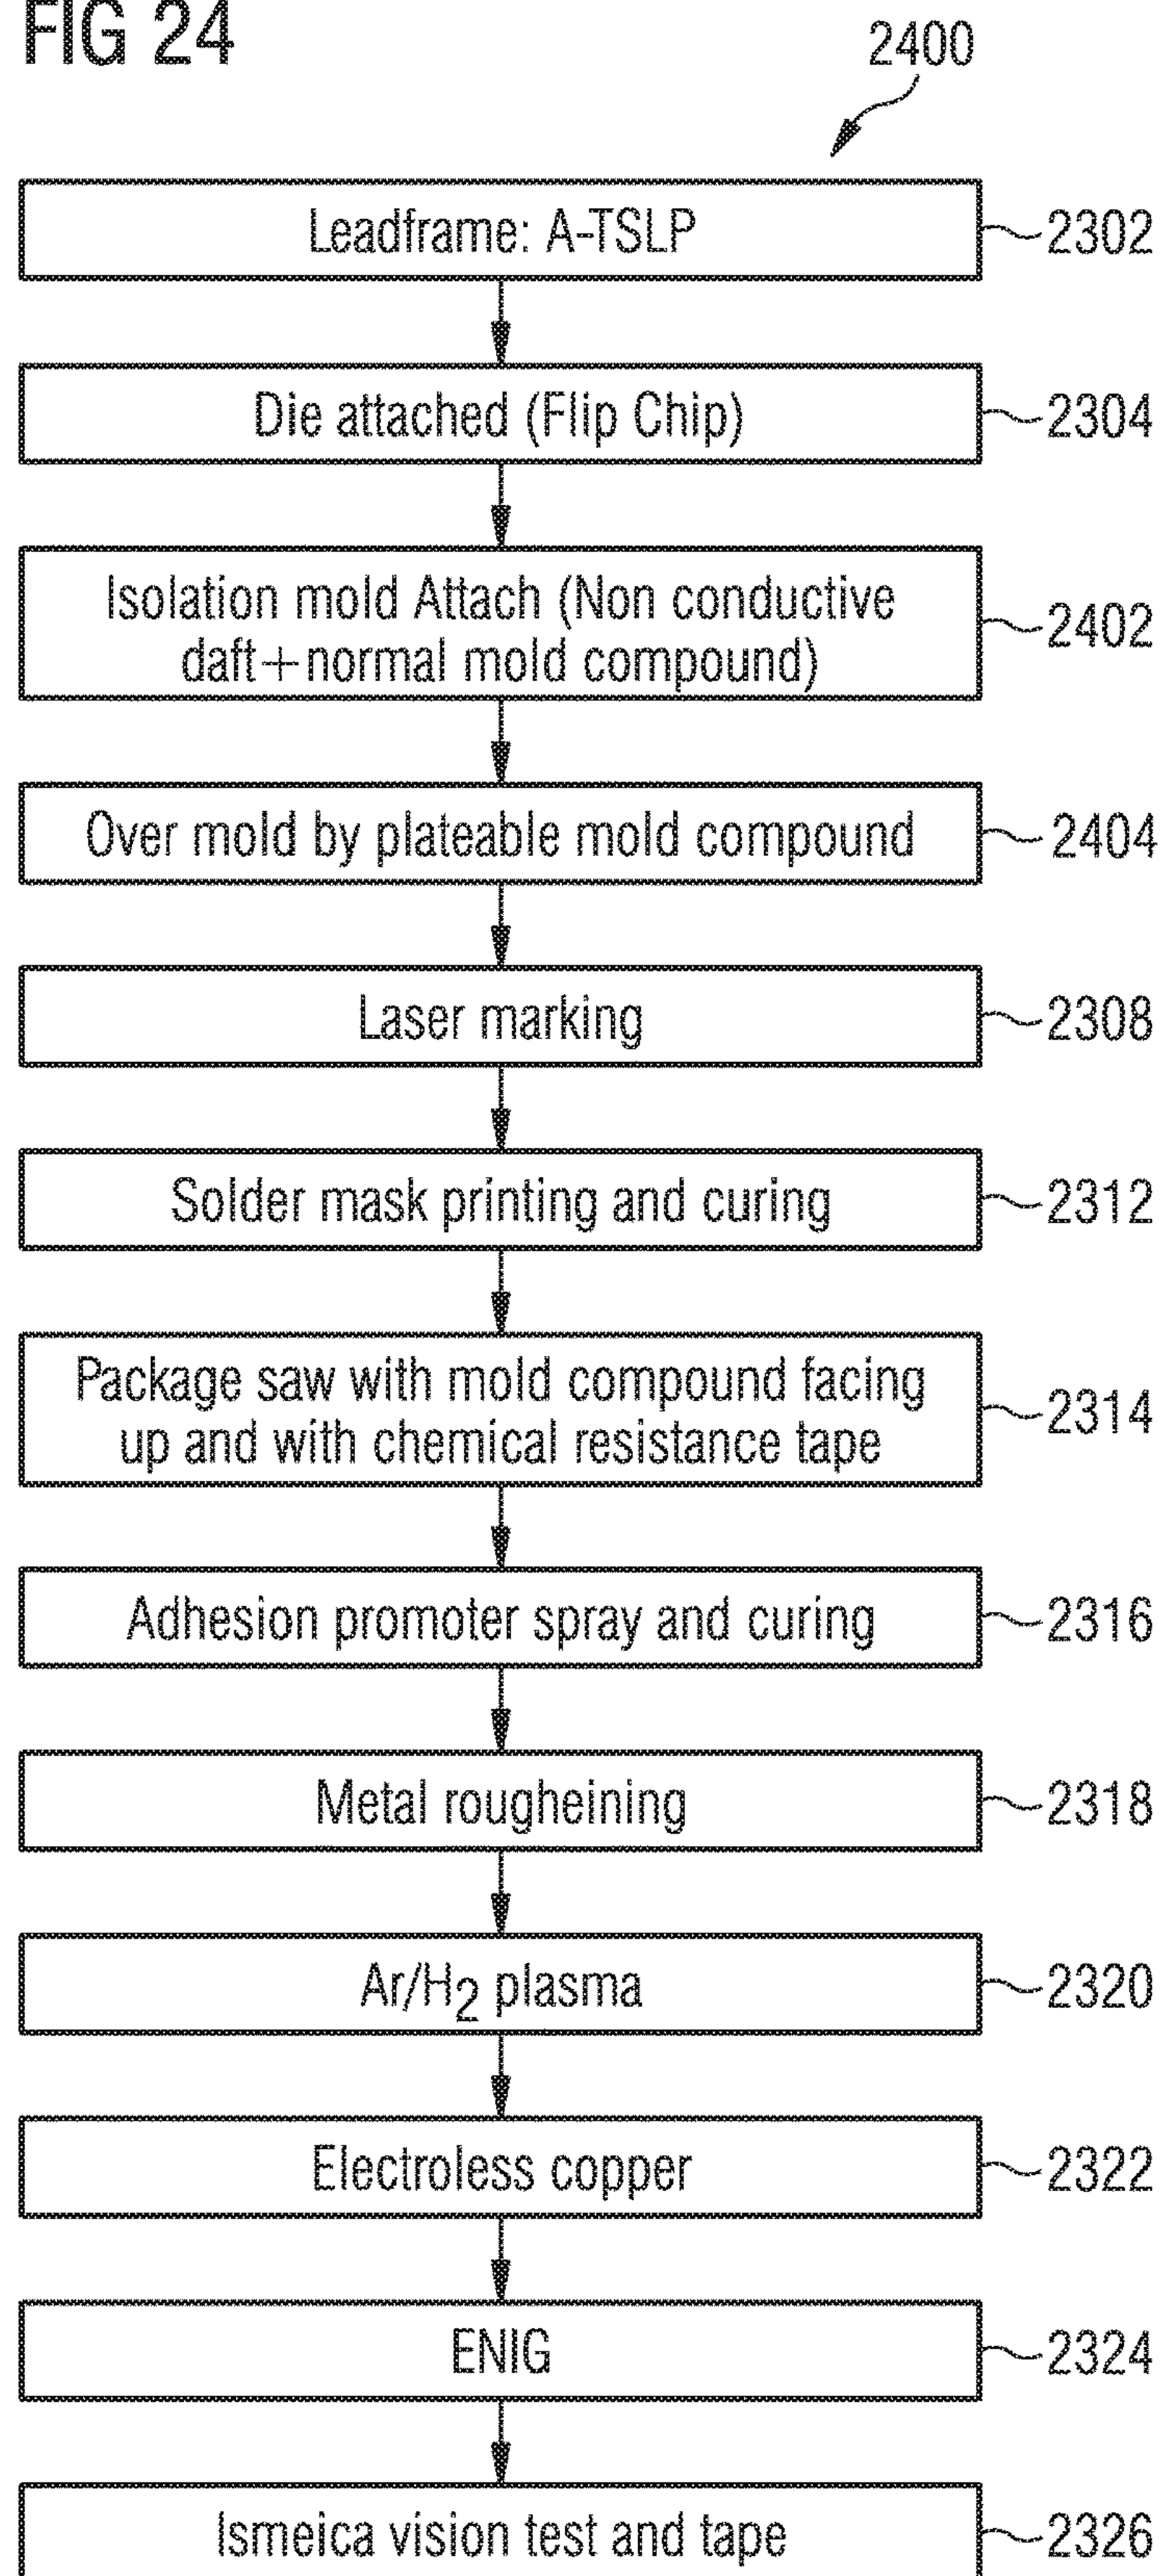 FIG 24
2400
Leadframe: A-TSLP
2302
Die attached (Flip Chip)
2304
Isolation mold Attach (Non conductive
daft+normal mold compound)
2402
Over mold by plateable mold compound
2404
Laser marking
2308
Solder mask printing and curing
2312
Package saw with mold compound facing
up and with chemical resistance tape
2314
Adhesion promoter spray and curing
2316
Metal rougheining
2318
Ar/H2 plasma
2320
Electroless copper
2322
ENIG
2324
Ismeica vision test and tape
2326